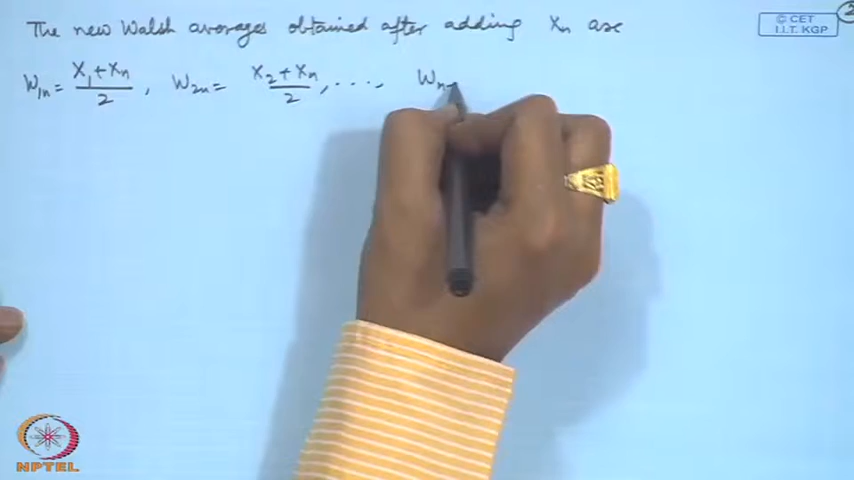 The new Walsh averages obtained after adding Xn are
© CET
I.I.T. KGP
W1n = X1+Xn / 2 , W2n = X2+Xn / 2 , . . . . , Wn-
NPTEL